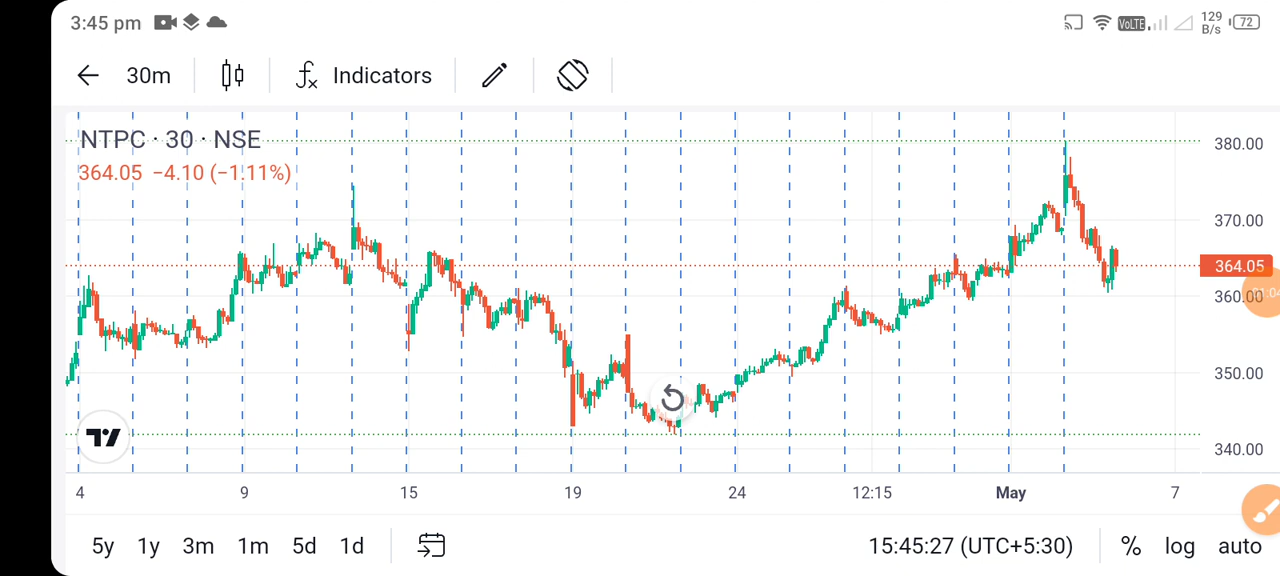 3:45 pm VoLTE 129 B/s 72
30m fx Indicators
NTPC · 30 · NSE
364.05 −4.10 (−1.11%)
380.00
370.00
364.05
360.00
350.00
340.00
4 9 15 19 24 12:15 May 7
5y 1y 3m 1m 5d 1d 15:45:27 (UTC+5:30) % log auto